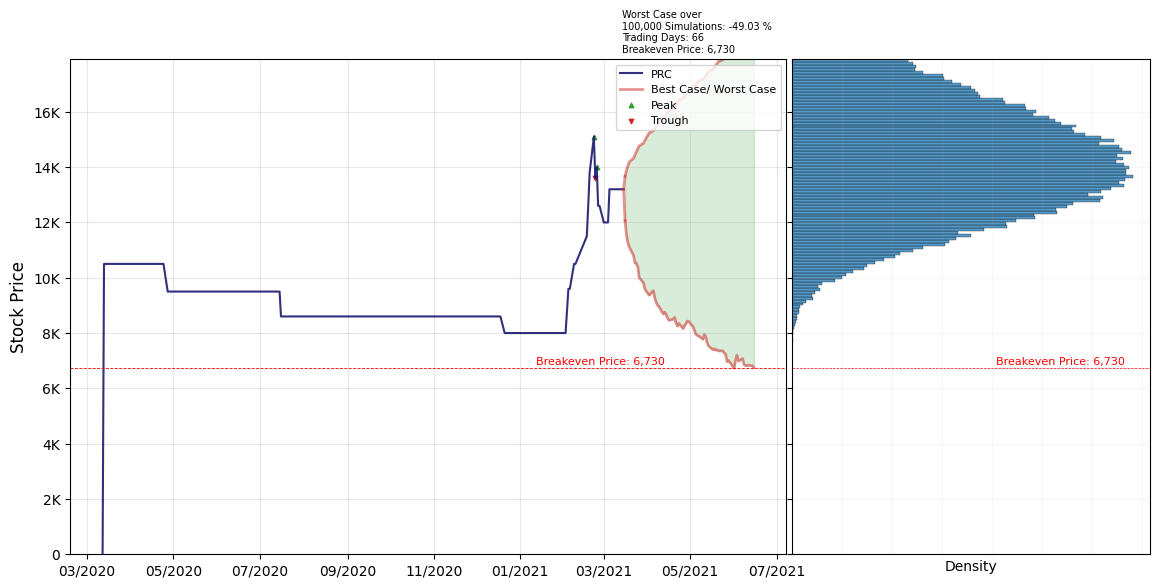 Worst Case over
100,000 Simulations: -49.03 %
Trading Days: 66
Breakeven Price: 6,730
PRC
Best Case/ Worst Case
Peak
Trough
Stock Price
16K
14K
12K
10K
8K
6K
4K
2K
0
Breakeven Price: 6,730
Breakeven Price: 6,730
03/2020
05/2020
07/2020
09/2020
11/2020
01/2021
03/2021
05/2021
07/2021
Density